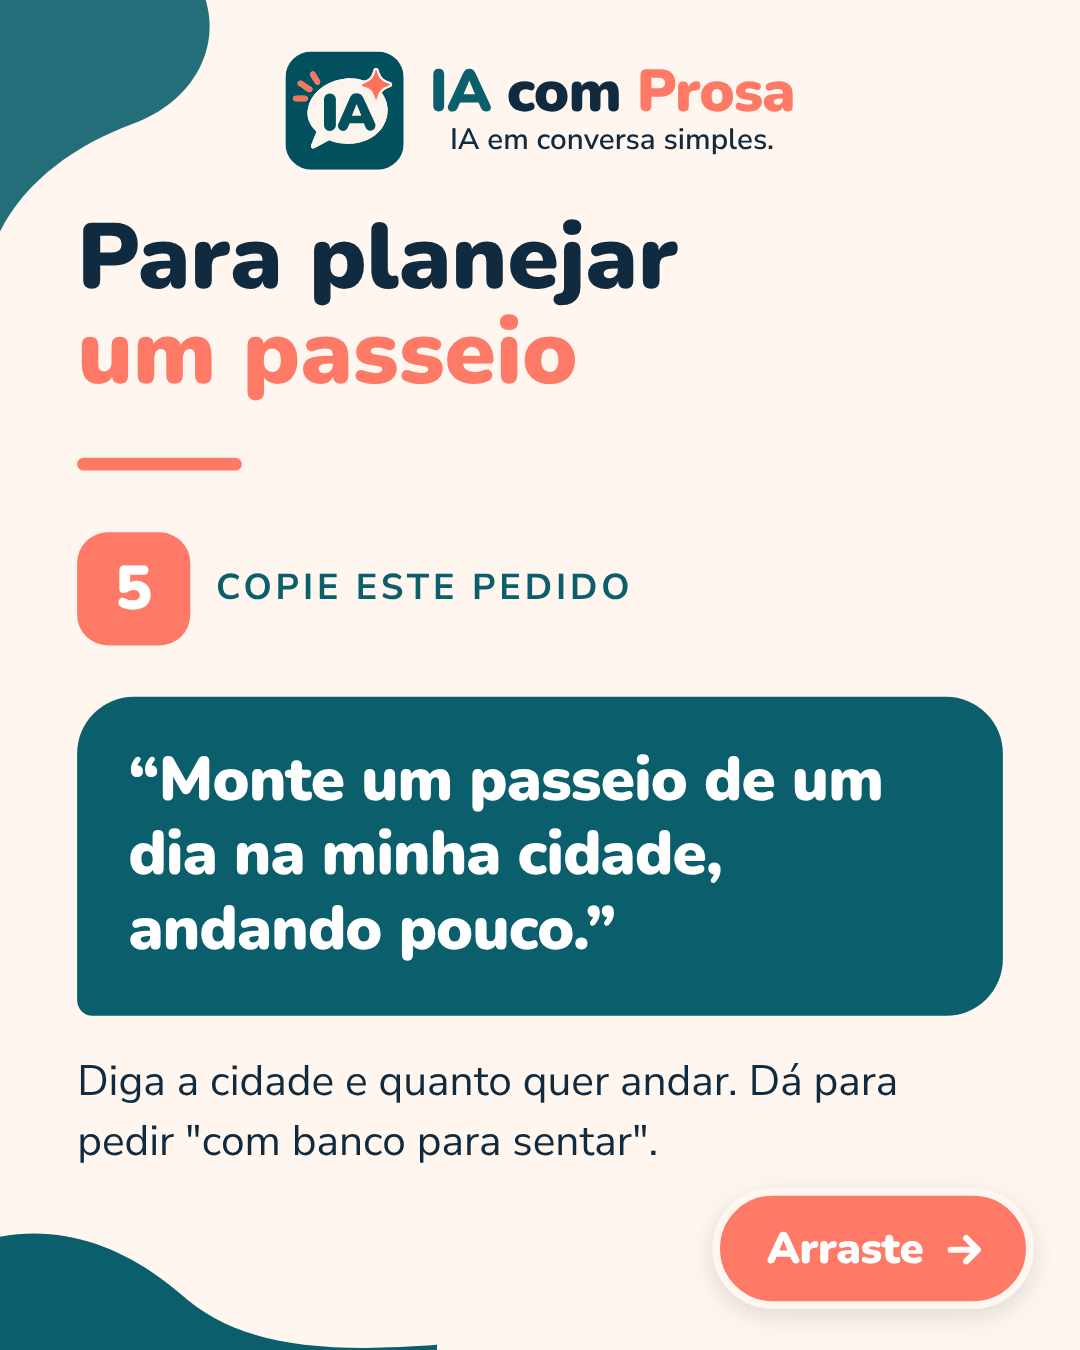 IA
IA com Prosa
IA em conversa simples.
Para planejar
um passeio
5
COPIE ESTE PEDIDO
“Monte um passeio de um
dia na minha cidade,
andando pouco.”
Diga a cidade e quanto quer andar. Dá para
pedir "com banco para sentar".
Arraste →